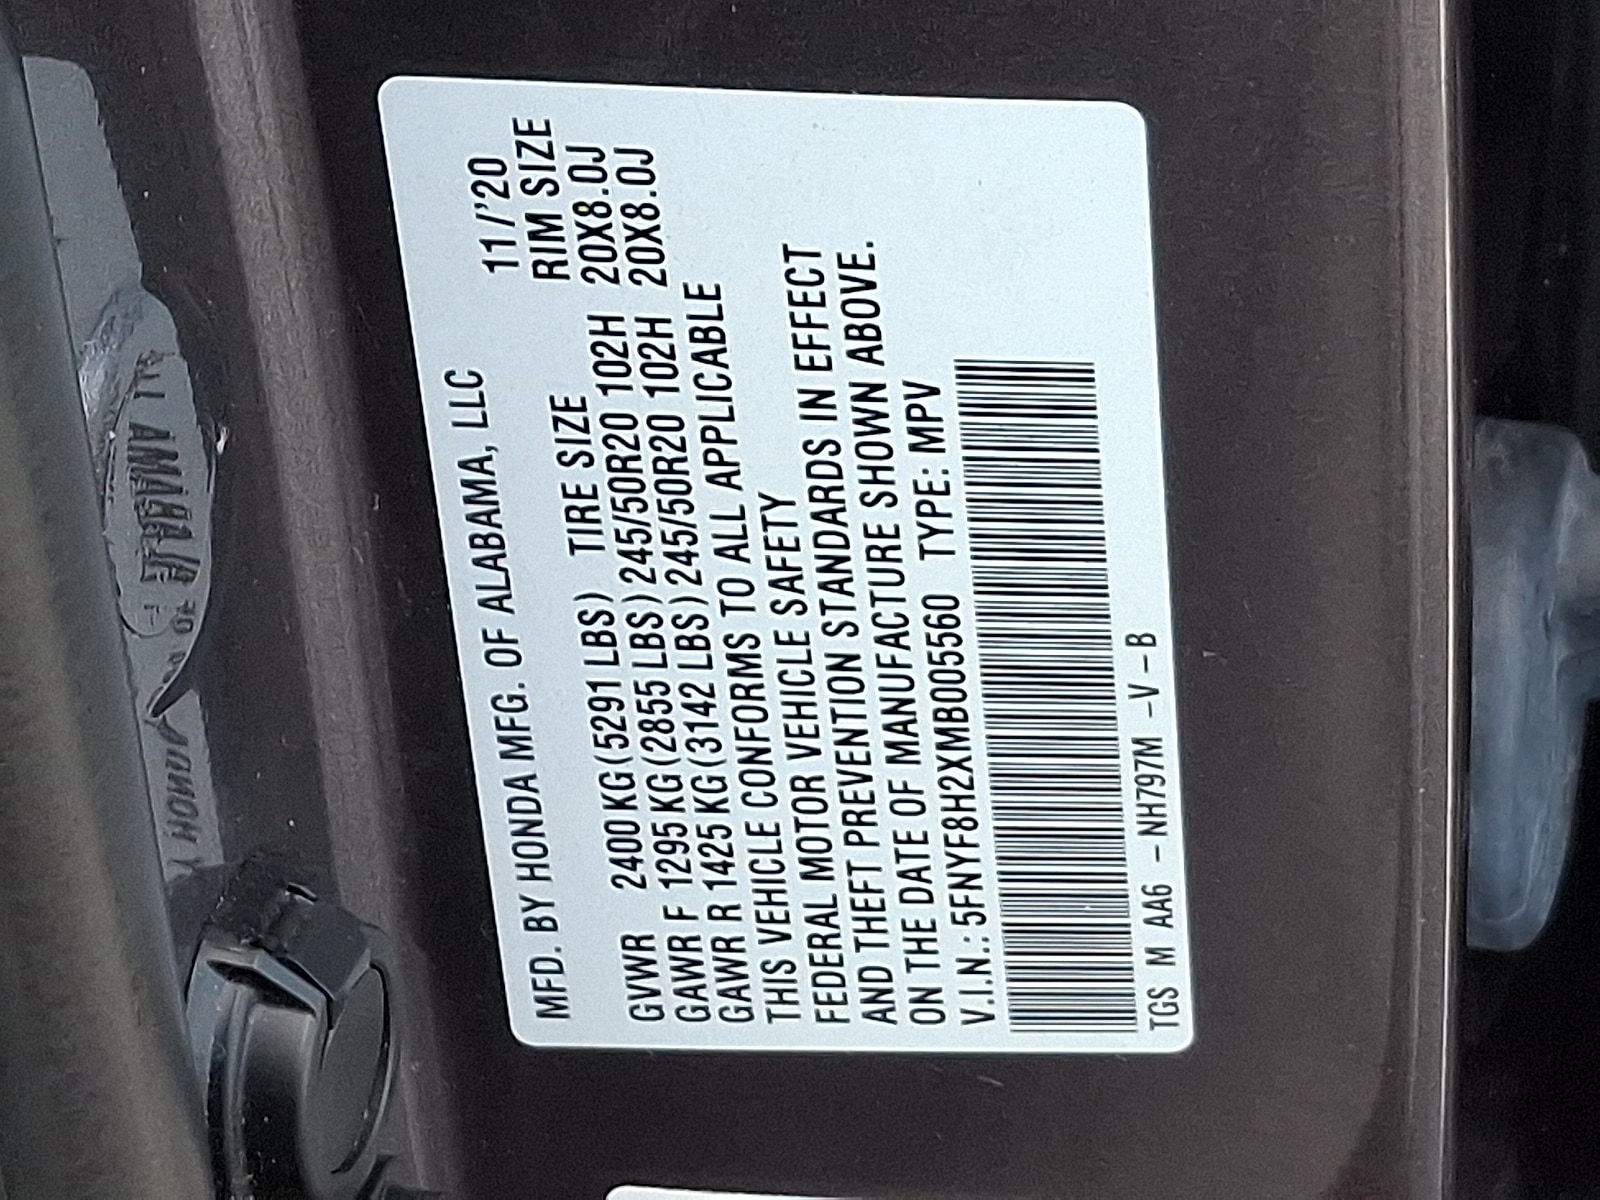 MFD. BY HONDA MFG. OF ALABAMA, LLC 11/'20
TIRE SIZE RIM SIZE
GVWR 2400 KG (5291 LBS)
GAWR F 1295 KG (2855 LBS) 245/50R20 102H 20X8.0J
GAWR R 1425 KG (3142 LBS) 245/50R20 102H 20X8.0J
THIS VEHICLE CONFORMS TO ALL APPLICABLE
FEDERAL MOTOR VEHICLE SAFETY
AND THEFT PREVENTION STANDARDS IN EFFECT
ON THE DATE OF MANUFACTURE SHOWN ABOVE.
V.I.N.: 5FNYF8H2XMB005560 TYPE: MPV
TGS M AA6 -NH797M -V-B
HONDA